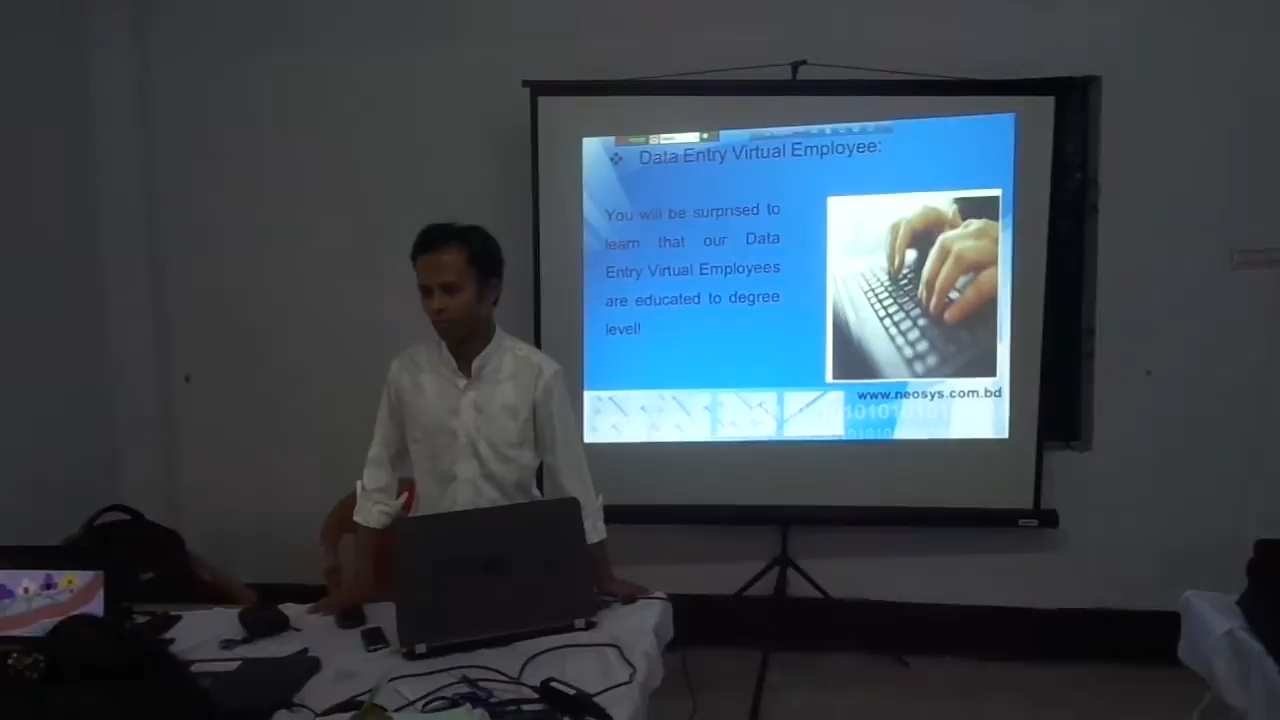 ❖ Data Entry Virtual Employee:
You will be surprised to
learn that our Data
Entry Virtual Employees
are educated to degree
level!
www.neosys.com.bd
101010101